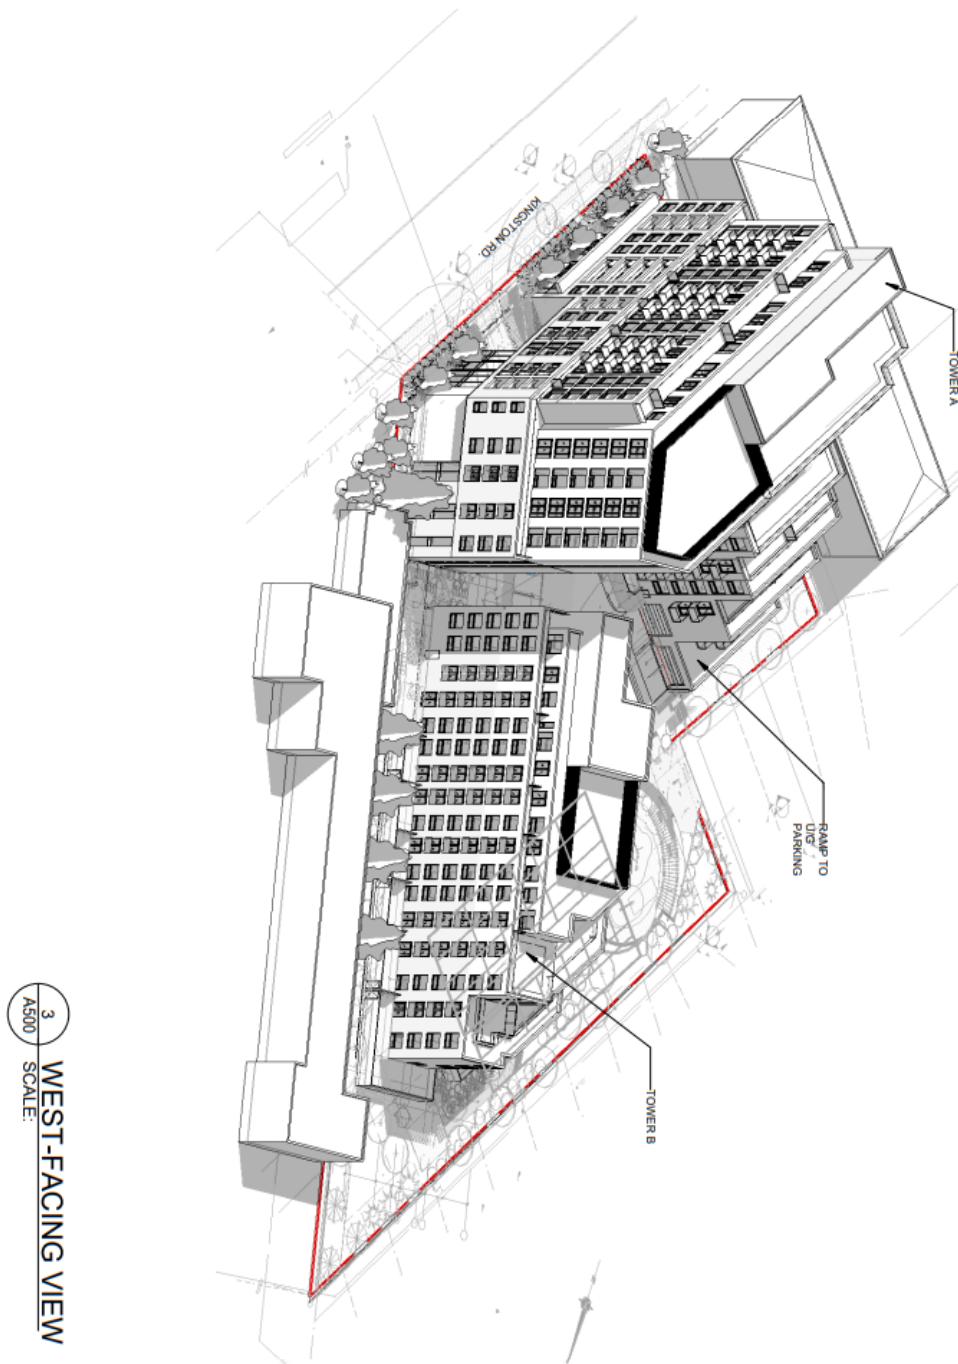 TOWER A
KINGSTON RD.
RAMP TO
U/G
PARKING
TOWER B
3
A500
WEST-FACING VIEW
SCALE: